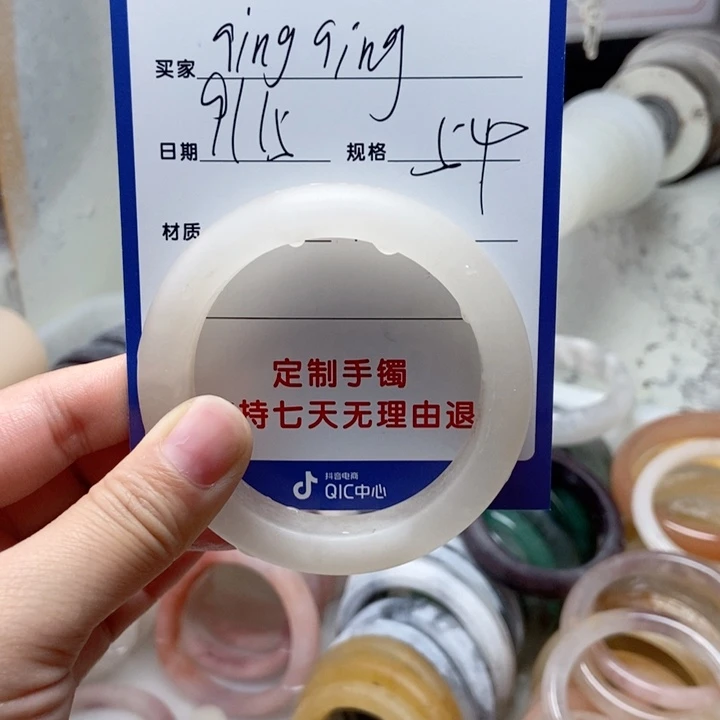 买家 qing qing
日期 9/15 规格 54
材质
定制手镯
持七天无理由退
抖音电商
QIC中心